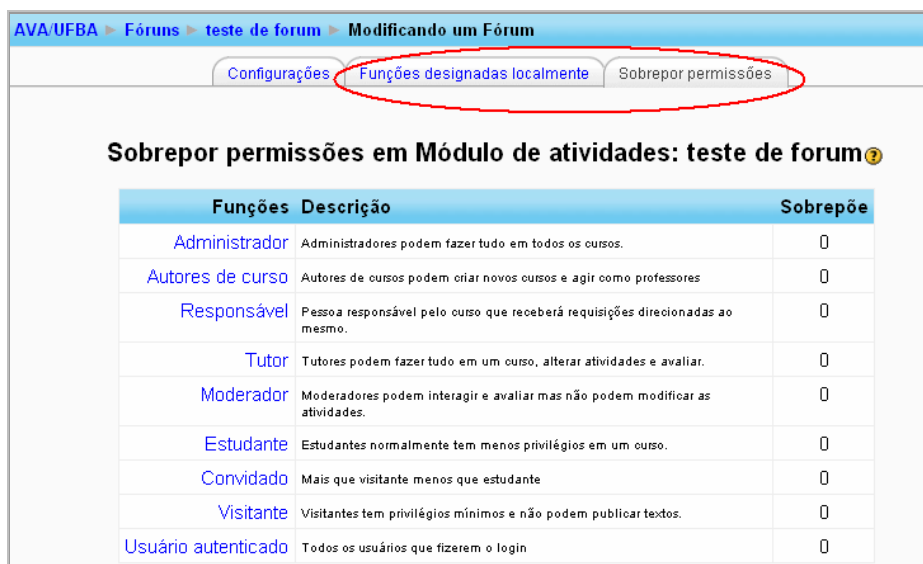 AVA/UFBA ► Fóruns ► teste de forum ► Modificando um Fórum
Configurações Funções designadas localmente Sobrepor permissões
Sobrepor permissões em Módulo de atividades: teste de forum ?
Funções Descrição Sobrepõe
Administrador Administradores podem fazer tudo em todos os cursos. 0
Autores de curso Autores de cursos podem criar novos cursos e agir como professores 0
Responsável Pessoa responsável pelo curso que receberá requisições direcionadas ao 0
mesmo.
Tutor Tutores podem fazer tudo em um curso, alterar atividades e avaliar. 0
Moderador Moderadores podem interagir e avaliar mas não podem modificar as 0
atividades.
Estudante Estudantes normalmente tem menos privilégios em um curso. 0
Convidado Mais que visitante menos que estudante 0
Visitante Visitantes tem privilégios mínimos e não podem publicar textos. 0
Usuário autenticado Todos os usuários que fizerem o login 0